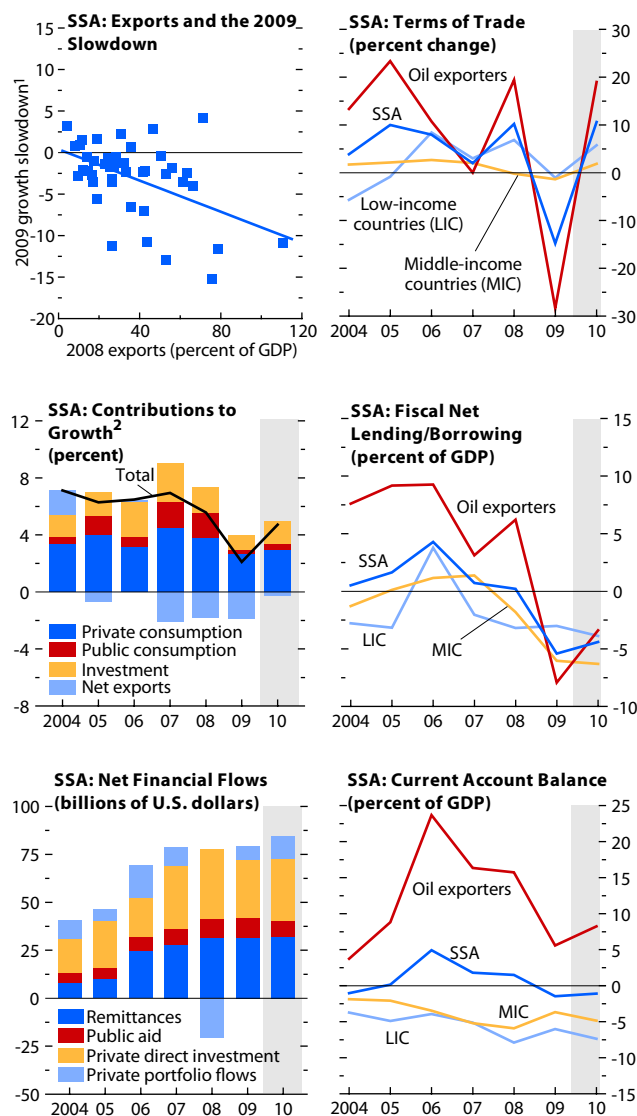 SSA: Exports and the 2009
Slowdown
15
10
5
0
-5
-10
-15
-20
2009 growth slowdown¹
0 40 80 120
2008 exports (percent of GDP)
SSA: Terms of Trade
(percent change)
30
20
10
0
-10
-20
-30
Oil exporters
SSA
Low-income
countries (LIC)
Middle-income
countries (MIC)
2004 05 06 07 08 09 10
SSA: Contributions to
Growth²
(percent)
12
8
4
0
-4
-8
Total
Private consumption
Public consumption
Investment
Net exports
2004 05 06 07 08 09 10
SSA: Fiscal Net
Lending/Borrowing
(percent of GDP)
15
10
5
0
-5
-10
Oil exporters
SSA
LIC
MIC
2004 05 06 07 08 09 10
SSA: Net Financial Flows
(billions of U.S. dollars)
100
75
50
25
0
-25
-50
Remittances
Public aid
Private direct investment
Private portfolio flows
2004 05 06 07 08 09 10
SSA: Current Account Balance
(percent of GDP)
25
20
15
10
5
0
-5
-10
-15
Oil exporters
SSA
MIC
LIC
2004 05 06 07 08 09 10